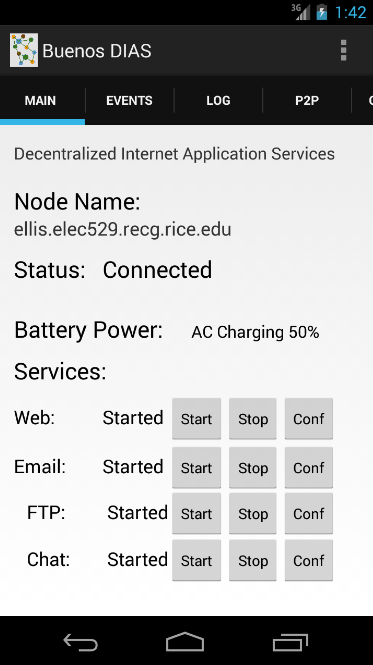 3G 1:42
Buenos DIAS
MAIN EVENTS LOG P2P
Decentralized Internet Application Services
Node Name:
ellis.elec529.recg.rice.edu
Status: Connected
Battery Power: AC Charging 50%
Services:
Web: Started Start Stop Conf
Email: Started Start Stop Conf
FTP: Started Start Stop Conf
Chat: Started Start Stop Conf